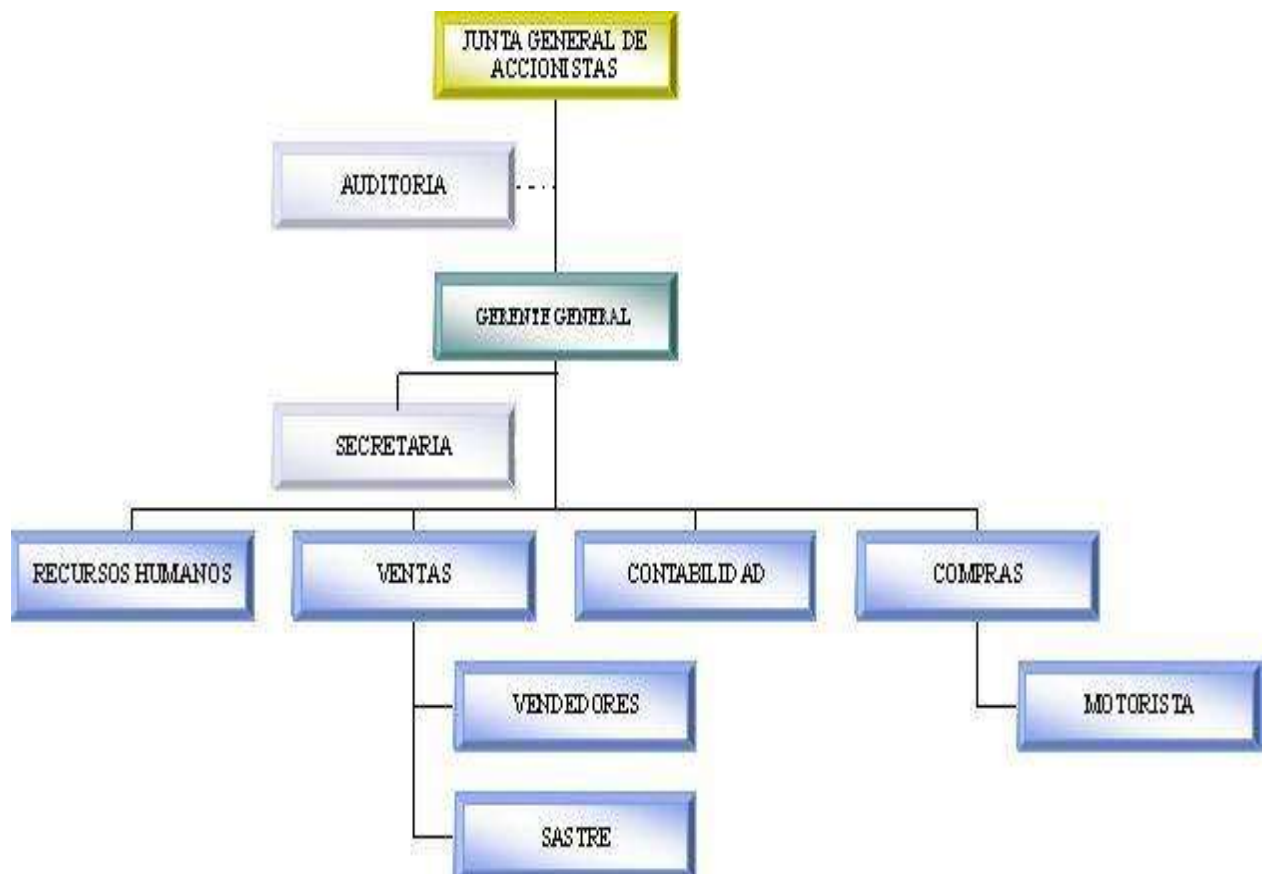 JUNTA GENERAL DE
ACCIONISTAS
AUDITORIA
GERENTE GENERAL
SECRETARIA
RECURSOS HUMANOS
VENTAS
CONTABILIDAD
COMPRAS
VENDEDORES
MOTORISTA
SASTRE